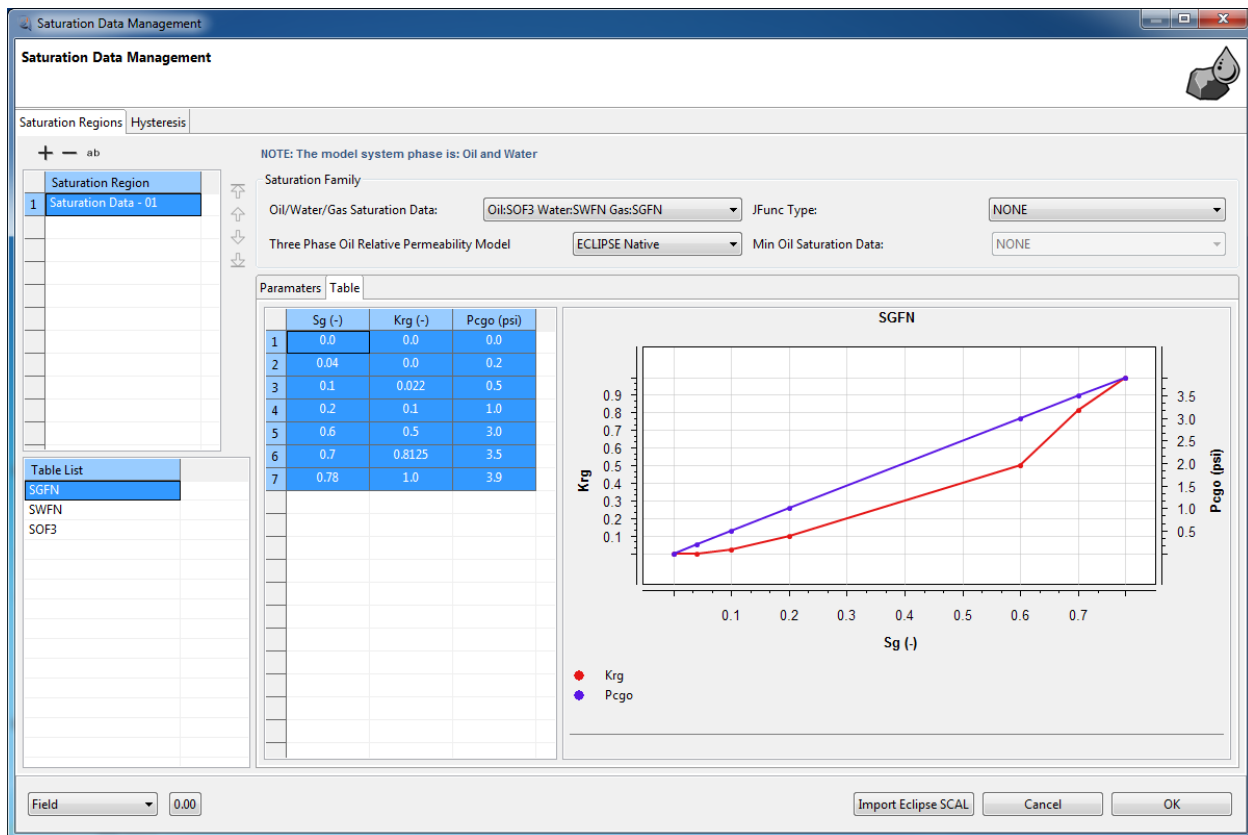 Saturation Data Management
Saturation Data Management
Saturation Regions Hysteresis
ab
NOTE: The model system phase is: Oil and Water
Saturation Region
1 Saturation Data - 01
Saturation Family
Oil/Water/Gas Saturation Data: Oil:SOF3 Water:SWFN Gas:SGFN JFunc Type: NONE
Three Phase Oil Relative Permeability Model ECLIPSE Native Min Oil Saturation Data: NONE
Paramaters Table
Sg (-) Krg (-) Pcgo (psi)
1 0.0 0.0 0.0
2 0.04 0.0 0.2
3 0.1 0.022 0.5
4 0.2 0.1 1.0
5 0.6 0.5 3.0
6 0.7 0.8125 3.5
7 0.78 1.0 3.9
Table List
SGFN
SWFN
SOF3
SGFN
0.9
0.8
0.7
0.6
0.5
0.4
0.3
0.2
0.1
Krg
3.5
3.0
2.5
2.0
1.5
1.0
0.5
Pcgo (psi)
0.1 0.2 0.3 0.4 0.5 0.6 0.7
Sg (-)
Krg
Pcgo
Field 0.00 Import Eclipse SCAL Cancel OK